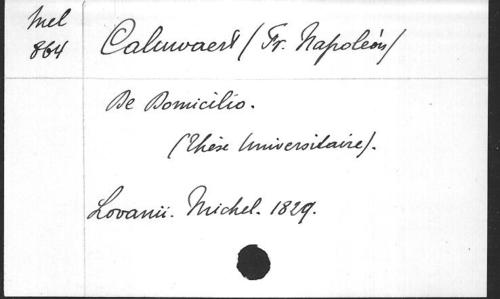 Mel
864
Caluwaert (Fr. Napoléon)
De Domicilio.
(Thèse Universitaire).
Lovanii. Michel. 1829.